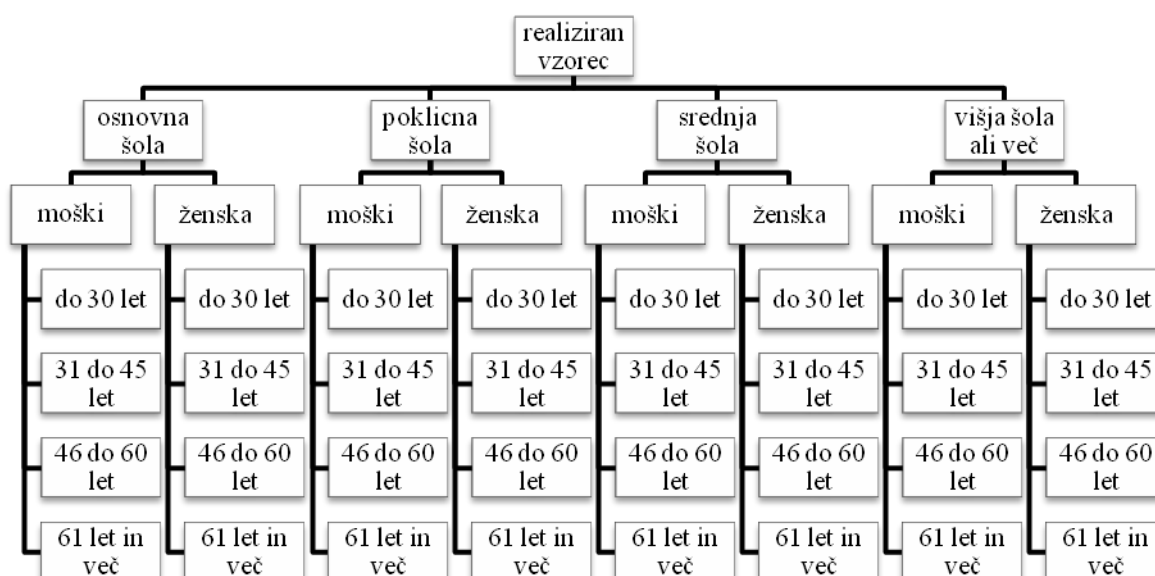 realiziran
vzorec
osnovna
šola
poklicna
šola
srednja
šola
višja šola
ali več
moški
ženska
moški
ženska
moški
ženska
moški
ženska
do 30 let
do 30 let
do 30 let
do 30 let
do 30 let
do 30 let
do 30 let
do 30 let
31 do 45
let
31 do 45
let
31 do 45
let
31 do 45
let
31 do 45
let
31 do 45
let
31 do 45
let
31 do 45
let
46 do 60
let
46 do 60
let
46 do 60
let
46 do 60
let
46 do 60
let
46 do 60
let
46 do 60
let
46 do 60
let
61 let in
več
61 let in
več
61 let in
več
61 let in
več
61 let in
več
61 let in
več
61 let in
več
61 let in
več